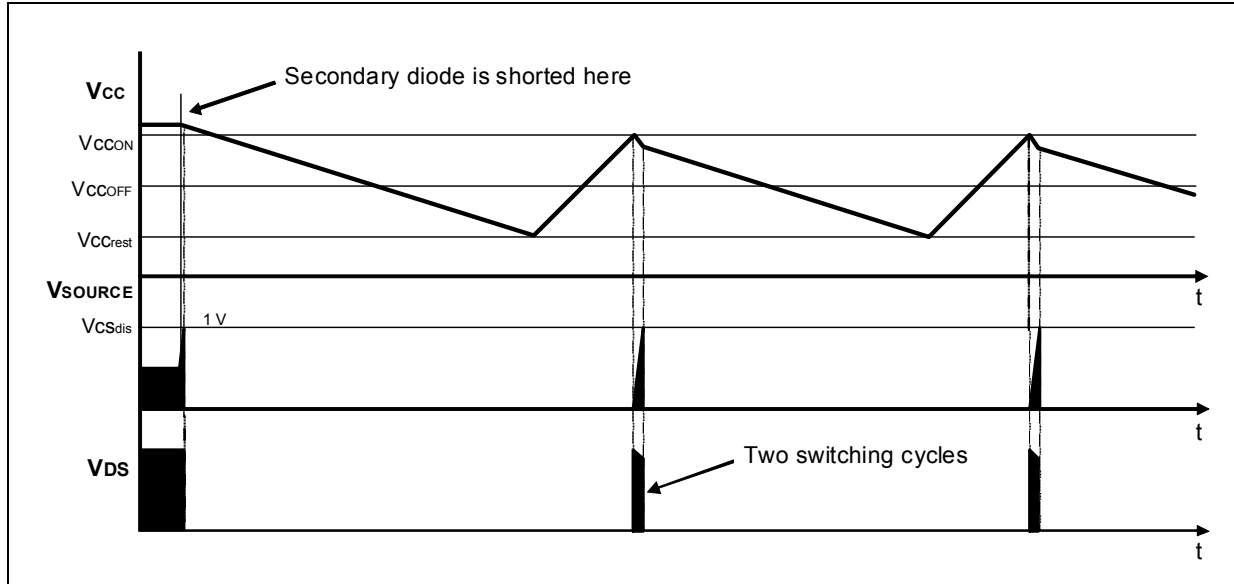 Secondary diode is shorted here
VCC
VCCON
VCCOFF
VCCrest
VSOURCE
t
VCSdis
1 V
t
VDS
Two switching cycles
t